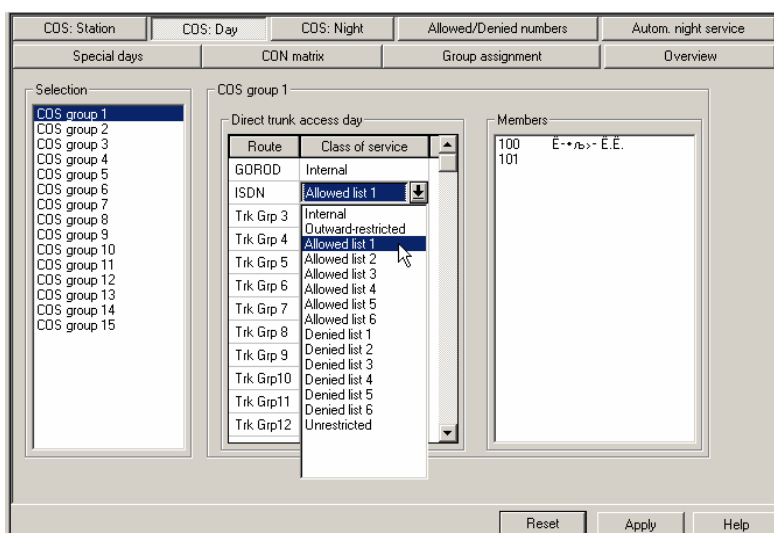 COS: Station COS: Day COS: Night Allowed/Denied numbers Autom. night service
Special days CON matrix Group assignment Overview
Selection
COS group 1
COS group 2
COS group 3
COS group 4
COS group 5
COS group 6
COS group 7
COS group 8
COS group 9
COS group 10
COS group 11
COS group 12
COS group 13
COS group 14
COS group 15
COS group 1
Direct trunk access day
Route Class of service
GOROD Internal
ISDN Allowed list 1
Trk Grp 3
Trk Grp 4
Trk Grp 5
Trk Grp 6
Trk Grp 7
Trk Grp 8
Trk Grp 9
Trk Grp10
Trk Grp11
Trk Grp12
Internal
Outward-restricted
Allowed list 1
Allowed list 2
Allowed list 3
Allowed list 4
Allowed list 5
Allowed list 6
Denied list 1
Denied list 2
Denied list 3
Denied list 4
Denied list 5
Denied list 6
Unrestricted
Members
100
101
Reset Apply Help